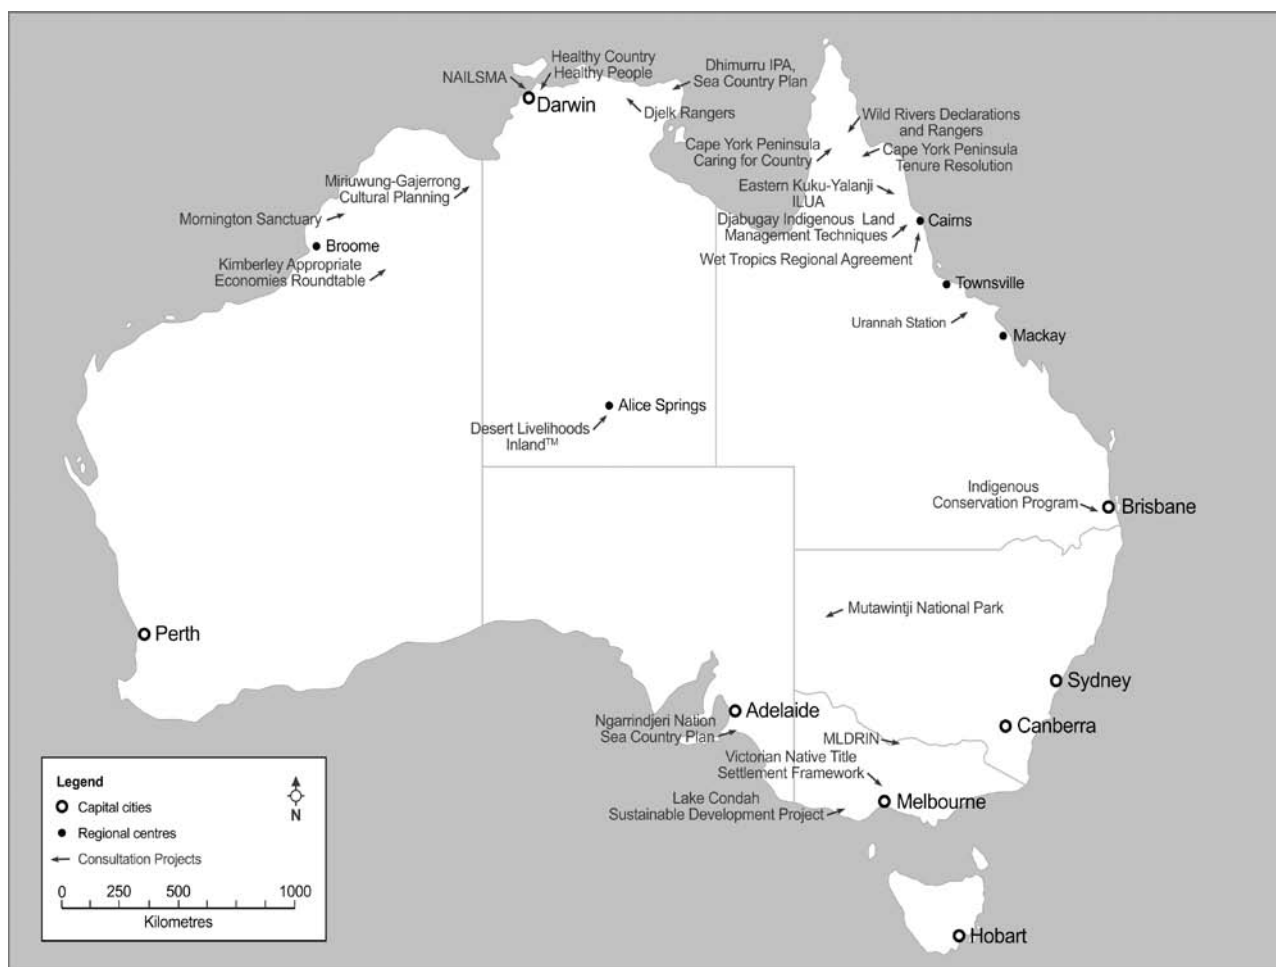 Healthy Country
Healthy People
NAILSMA
Darwin
Dhimurru IPA,
Sea Country Plan
Djelk Rangers
Wild Rivers Declarations
and Rangers
Cape York Peninsula
Caring for Country
Cape York Peninsula
Tenure Resolution
Miriuwung-Gajerrong
Cultural Planning
Eastern Kuku-Yalanji
ILUA
Mornington Sanctuary
Djabugay Indigenous Land
Management Techniques
Cairns
Broome
Wet Tropics Regional Agreement
Kimberley Appropriate
Economies Roundtable
Townsville
Urannah Station
Mackay
Alice Springs
Desert Livelihoods
Inland™
Indigenous
Conservation Program
Brisbane
Mutawintji National Park
Perth
Sydney
Adelaide
Ngarrindjeri Nation
Sea Country Plan
Canberra
MLDRIN
Victorian Native Title
Settlement Framework
Melbourne
Lake Condah
Sustainable Development Project
Hobart
Legend
Capital cities
Regional centres
Consultation Projects
N
0 250 500 1000
Kilometres